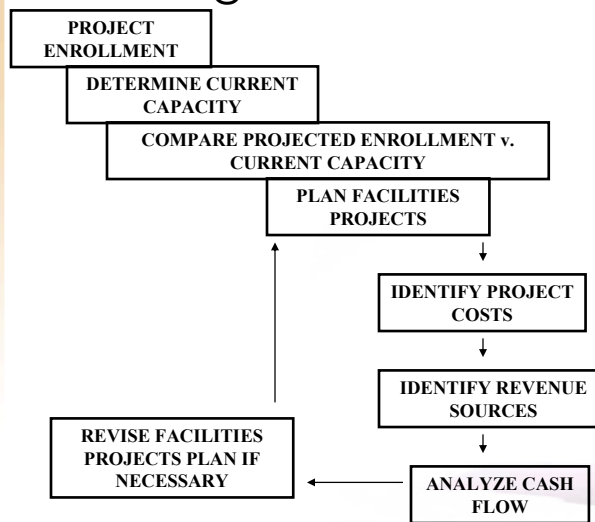 PROJECT
ENROLLMENT
DETERMINE CURRENT
CAPACITY
COMPARE PROJECTED ENROLLMENT v.
CURRENT CAPACITY
PLAN FACILITIES
PROJECTS
IDENTIFY PROJECT
COSTS
IDENTIFY REVENUE
SOURCES
ANALYZE CASH
FLOW
REVISE FACILITIES
PROJECTS PLAN IF
NECESSARY